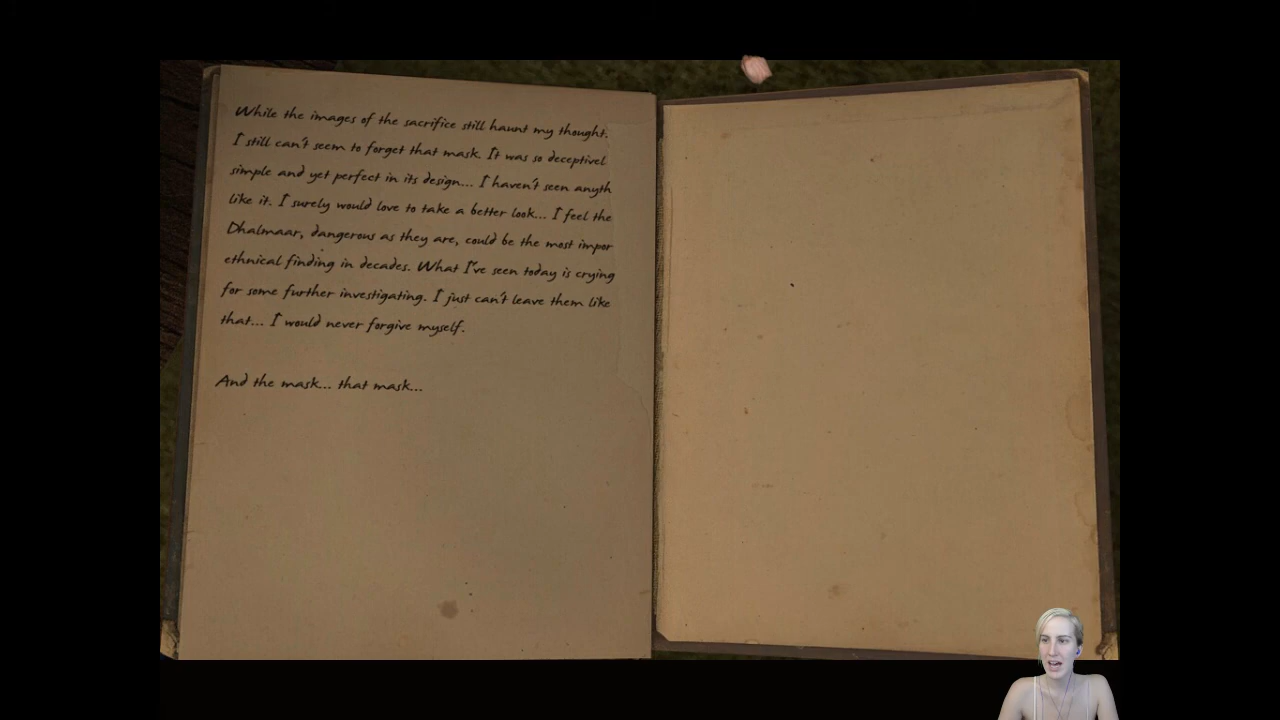 While the images of the sacrifice still haunt my thought.
I still can't seem to forget that mask. It was so deceptivel
simple and yet perfect in its design... I haven't seen anyth
like it. I surely would love to take a better look... I feel the
Dhalmaar, dangerous as they are, could be the most impor
ethnical finding in decades. What I've seen today is crying
for some further investigating. I just can't leave them like
that... I would never forgive myself.
And the mask... that mask...